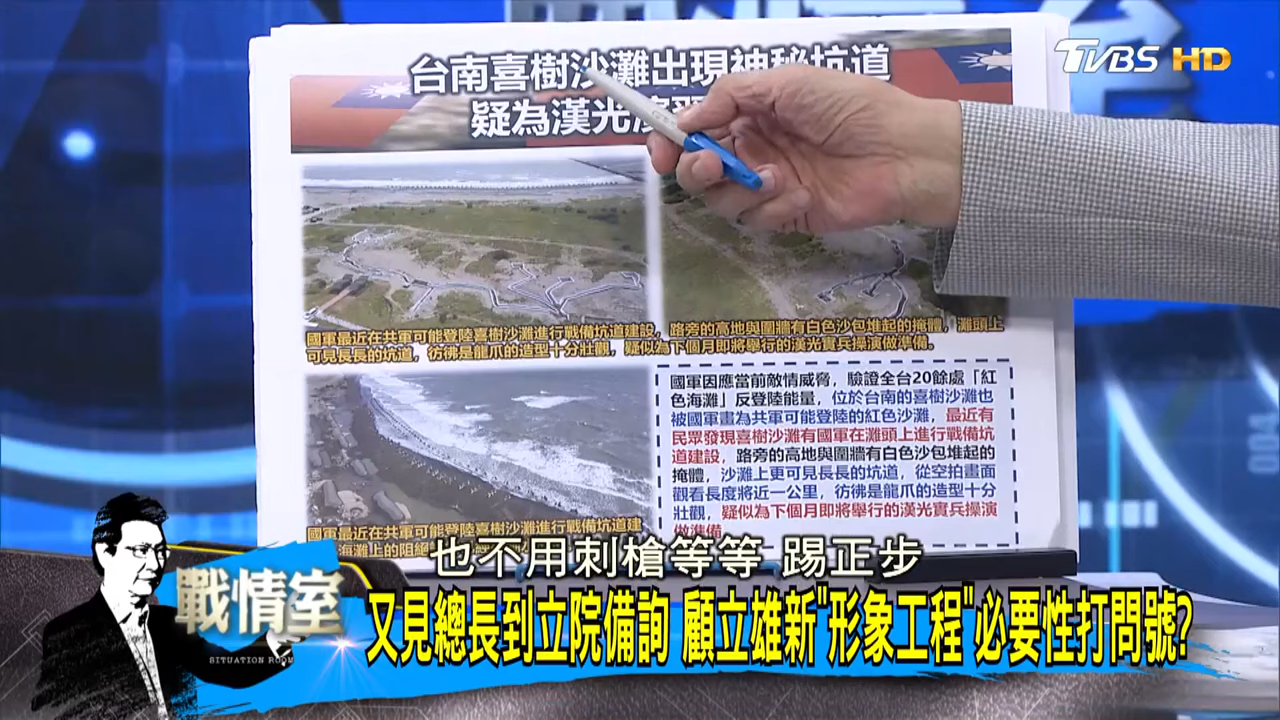 TVBS HD
台南喜樹沙灘出現神秘坑道
疑為漢光演習
國軍最近在共軍可能登陸喜樹沙灘進行戰備坑道建設，路旁的高地與圍牆有白色沙包堆起的掩體，灘頭上
可見長長的坑道，彷彿是龍爪的造型十分壯觀，疑似為下個月即將舉行的漢光實兵操演做準備。
國軍因應當前敵情威脅，驗證全台20餘處「紅
色海灘」反登陸能量，位於台南的喜樹沙灘也
被國軍畫為共軍可能登陸的紅色沙灘，最近有
民眾發現喜樹沙灘有國軍在灘頭上進行戰備坑
道建設，路旁的高地與圍牆有白色沙包堆起的
掩體，沙灘上更可見長長的坑道，從空拍畫面
觀看長度將近一公里，彷彿是龍爪的造型十分
壯觀，疑似為下個月即將舉行的漢光實兵操演
做準備
國軍最近在共軍可能登陸喜樹沙灘進行戰備坑道建
海灘上的阻絕
也不用刺槍等等 踢正步
戰情室
SITUATION ROOM
又見總長到立院備詢 顧立雄新"形象工程"必要性打問號?